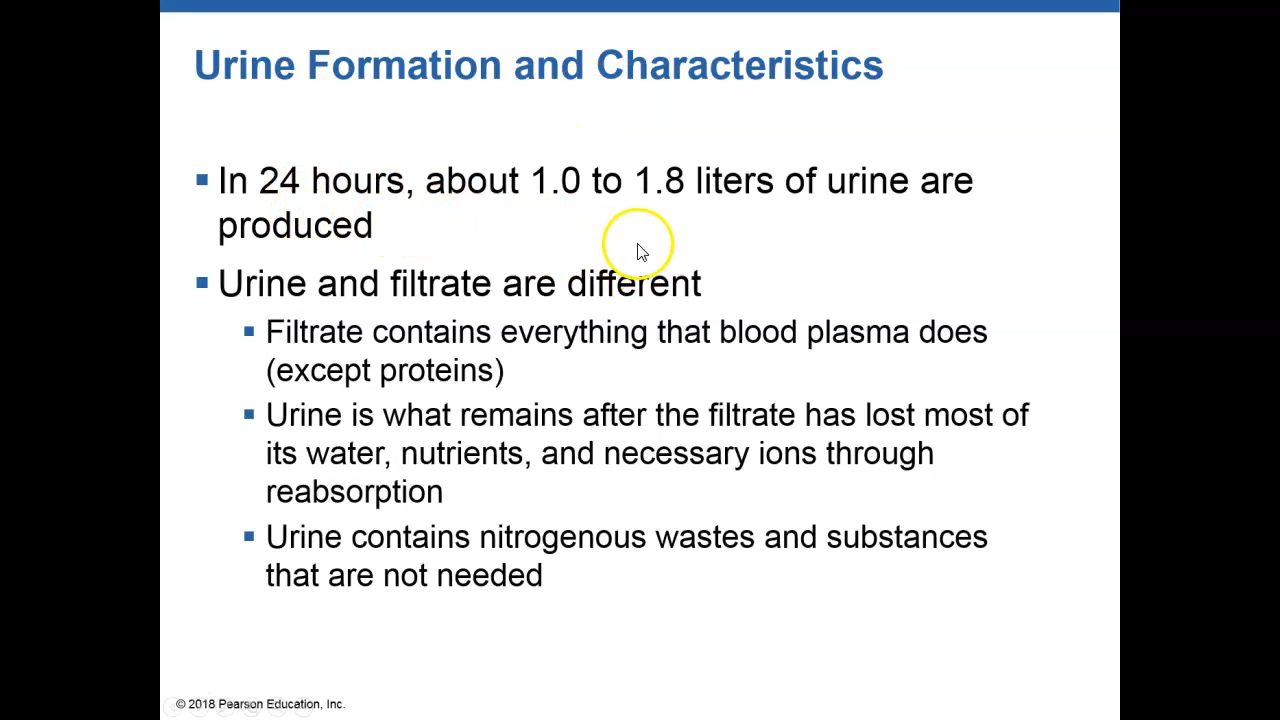 Urine Formation and Characteristics
▪ In 24 hours, about 1.0 to 1.8 liters of urine are
produced
▪ Urine and filtrate are different
▪ Filtrate contains everything that blood plasma does
(except proteins)
▪ Urine is what remains after the filtrate has lost most of
its water, nutrients, and necessary ions through
reabsorption
▪ Urine contains nitrogenous wastes and substances
that are not needed
© 2018 Pearson Education, Inc.